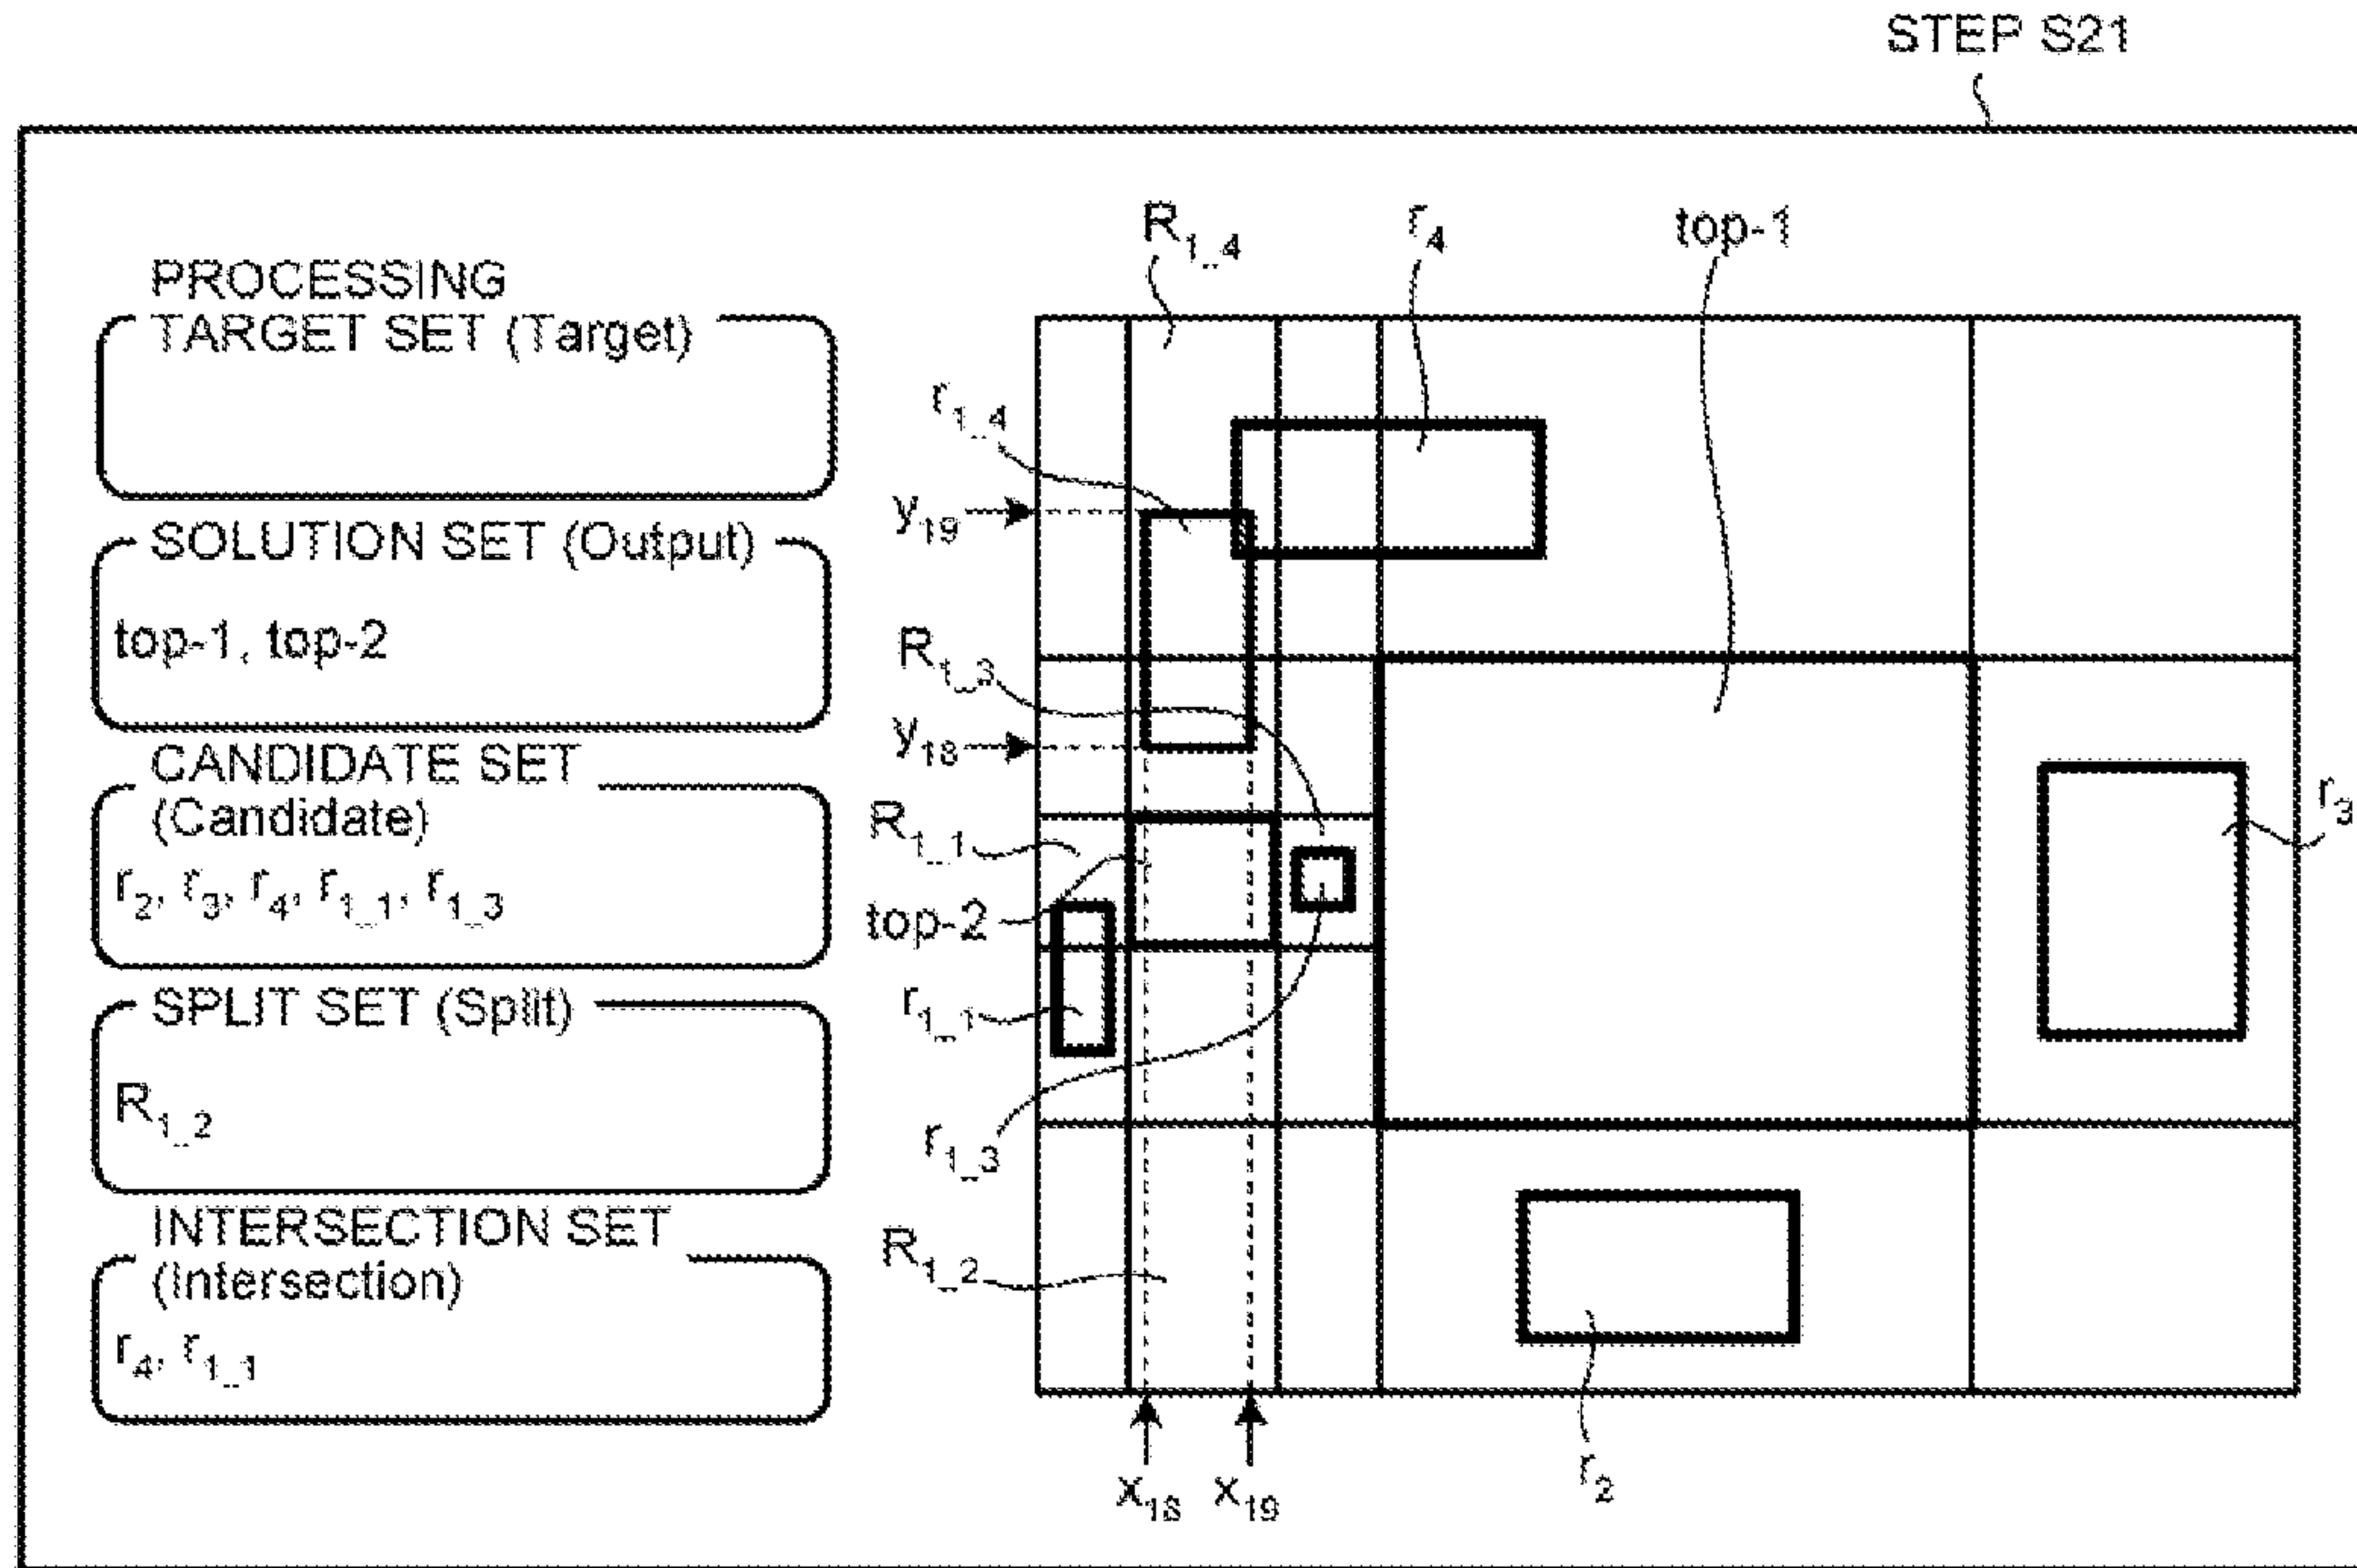 STEP S21
PROCESSING
TARGET SET (Target)
SOLUTION SET (Output)
top-1, top-2
CANDIDATE SET
(Candidate)
r2, r3, r4, r1_1, r1_3
SPLIT SET (Split)
R1_2
INTERSECTION SET
(Intersection)
r4, r1_1
R1_4
r4
top-1
r1_4
y19
R1_3
y18
r3
R1_1
top-2
r1_1
r1_3
R1_2
r2
x18 x19